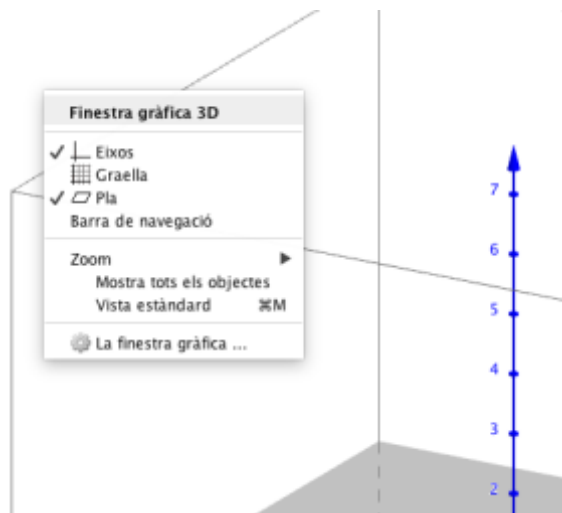 Finestra gràfica 3D
Eixos
Graella
Pla
Barra de navegació
Zoom
Mostra tots els objectes
Vista estàndard ⌘M
La finestra gràfica ...
7
6
5
4
3
2